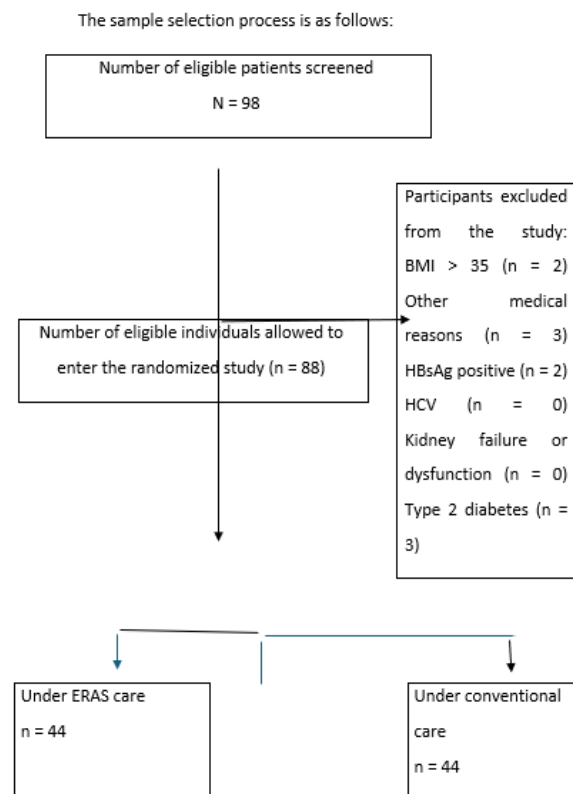 The sample selection process is as follows:
Number of eligible patients screened
N = 98
Participants excluded
from the study:
BMI > 35 (n = 2)
Other medical
reasons (n = 3)
HBsAg positive (n = 2)
HCV (n = 0)
Kidney failure or
dysfunction (n = 0)
Type 2 diabetes (n =
3)
Number of eligible individuals allowed to
enter the randomized study (n = 88)
Under ERAS care
n = 44
Under conventional
care
n = 44